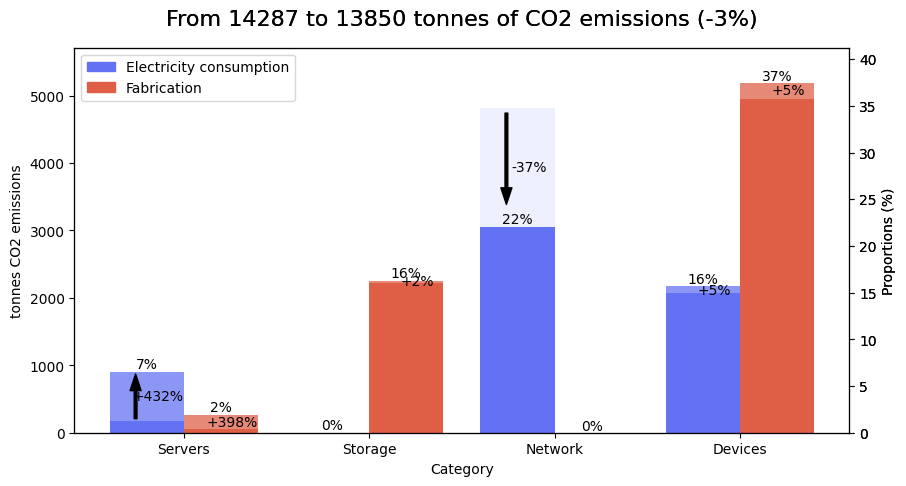 From 14287 to 13850 tonnes of CO2 emissions (-3%)
Electricity consumption
Fabrication
tonnes CO2 emissions
5000
4000
3000
2000
1000
0
40
35
30
25
20
15
10
5
0
Proportions (%)
7%
+432%
2%
+398%
0%
16%
+2%
-37%
22%
0%
16%
+5%
37%
+5%
Servers
Storage
Network
Devices
Category